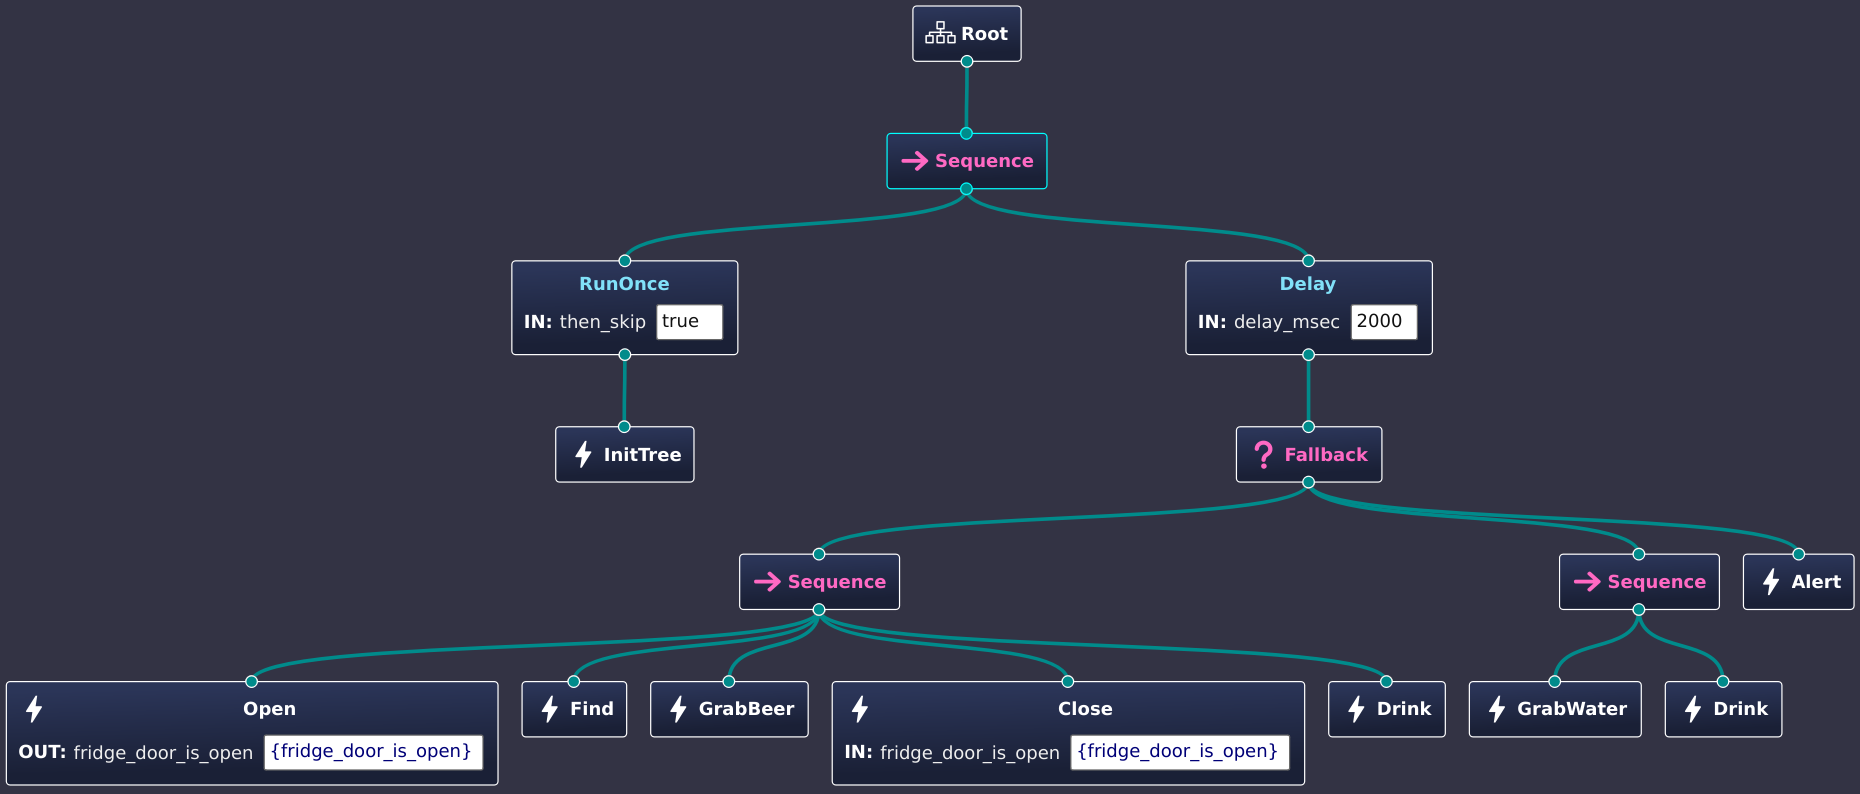 Root
Sequence
RunOnce
IN: then_skip true
Delay
IN: delay_msec 2000
InitTree
Fallback
Sequence
Sequence
Alert
Open
OUT: fridge_door_is_open {fridge_door_is_open}
Find
GrabBeer
Close
IN: fridge_door_is_open {fridge_door_is_open}
Drink
GrabWater
Drink